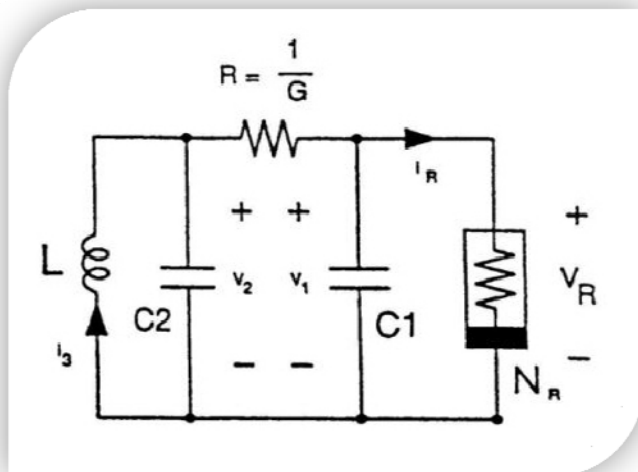 R = 1/G
i_R
+ +
+
L
C2
v_2
v_1
C1
V_R
i_3
- -
-
N_R